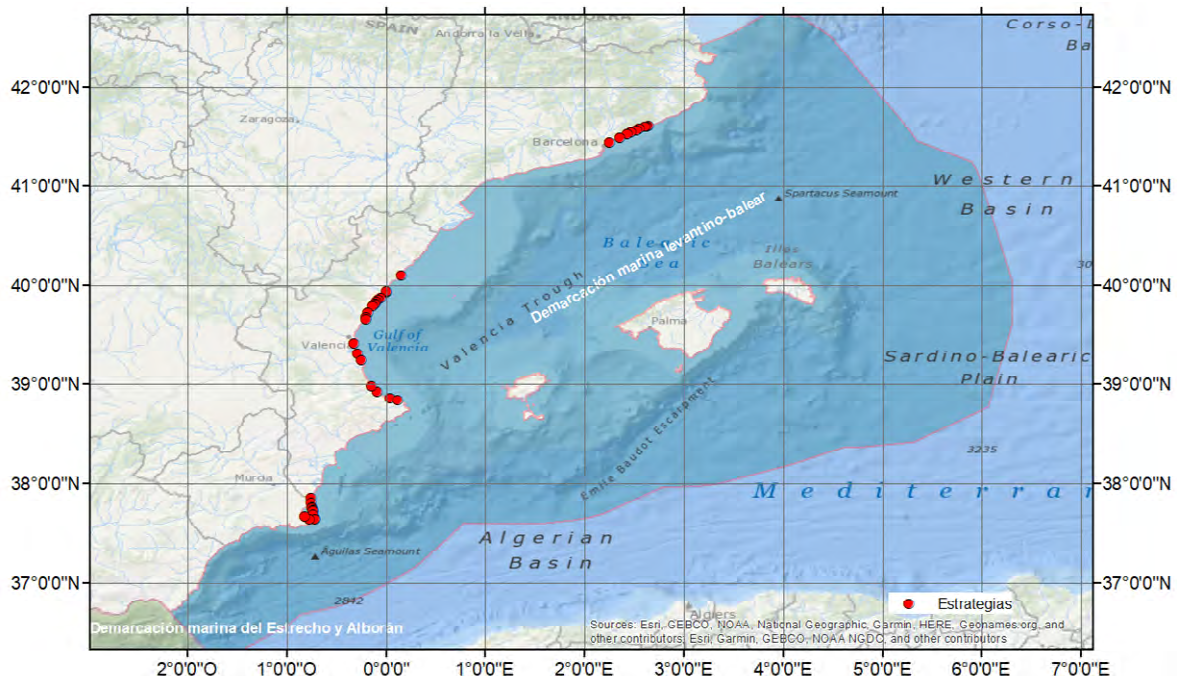 SPAIN
ANDORRA
Andorra la Vella
Corso-L
Ba
42°0'0"N
42°0'0"N
Zaragoza
Barcelona
41°0'0"N
41°0'0"N
Western
Basin
Spartacus Seamount
Demarcación marina levantino-balear
Balearic
Sea
Illes
Balears
40°0'0"N
40°0'0"N
30
Valencia Trough
Palma
Gulf of
Valencia
Valencia
Sardino-Balearic
Plain
39°0'0"N
39°0'0"N
Emile Baudot Escarpment
3235
Murcia
38°0'0"N
38°0'0"N
Mediterran
Algerian
Basin
Águilas Seamount
37°0'0"N
37°0'0"N
2842
Algiers
Estrategias
Demarcación marina del Estrecho y Alborán
Sources: Esri, GEBCO, NOAA, National Geographic, Garmin, HERE, Geonames.org, and
other contributors; Esri, Garmin, GEBCO, NOAA NGDC, and other contributors
2°0'0"O
1°0'0"O
0°0'0"
1°0'0"E
2°0'0"E
3°0'0"E
4°0'0"E
5°0'0"E
6°0'0"E
7°0'0"E